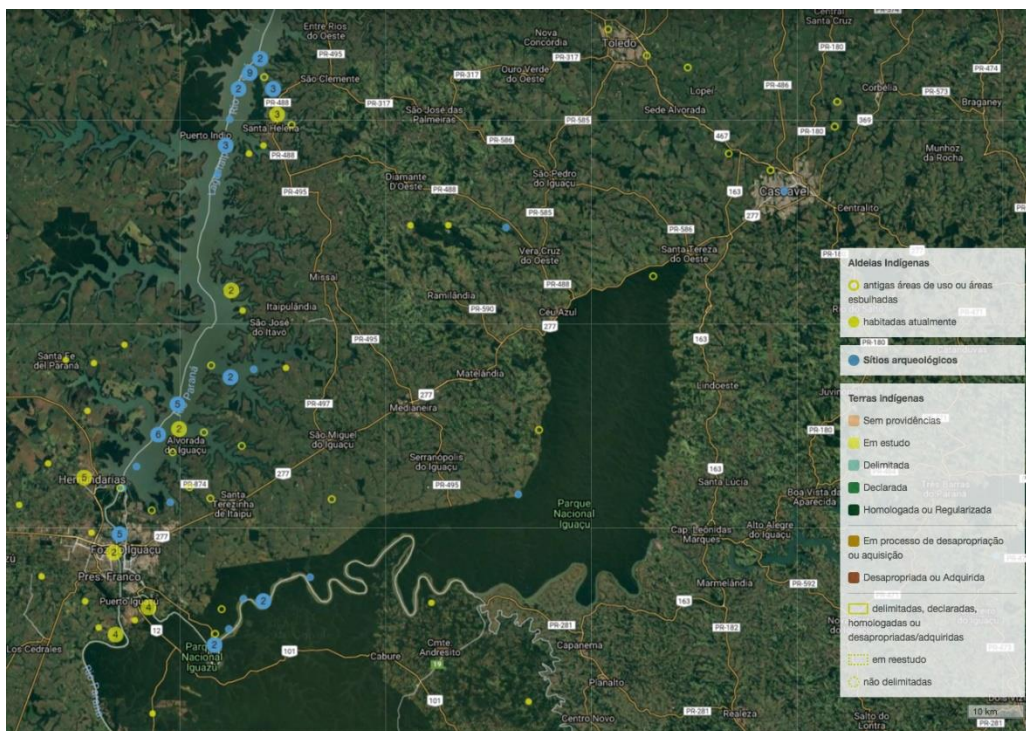 Entre Rios
do Oeste
PR-495
Nova
Concórdia
Toledo
PR-317
Central
Santa Cruz
PR-180
PR-317
Ouro Verde
do Oeste
São Clemente
PR-317
Lopei
PR-486
Corbélia
PR-474
PR-573
Braganey
PR-488
Santa Helena
São José das
Palmeiras
Sede Alvorada
PR-585
PR-586
467
PR-180
369
Puerto Indio
PR-488
Munhoz
da Rocha
PR-495
Diamante
D'Oeste
PR-488
São Pedro
do Iguaçu
163
Cascavel
277
Centralito
PR-585
PR-586
Vera Cruz
do Oeste
Santa Tereza
do Oeste
Missal
PR-488
Ramilândia
Itaipulândia
PR-590
Céu Azul
277
São José
do Itavó
PR-495
163
Santa Fe
del Paraná
Matelândia
Lindoeste
277
PR-497
Medianeira
Alvorada
do Iguaçu
São Miguel
do Iguaçu
PR-180
Serranópolis
do Iguaçu
163
Hernandarias
277
PR-874
PR-495
Santa Lucia
Santa
Terezinha
de Itaipu
Boa Vista da
Aparecida
Parque
Nacional
Iguaçu
277
Foz do Iguaçu
Cap. Leônidas
Marques
Alto Alegre
do Iguaçu
Pres. Franco
Marmelândia
PR-592
Puerto Iguazú
163
12
Los Cedrales
Parque
Nacional
Iguazú
101
Cabure
Cmte
Andresito
19
PR-281
Capanema
PR-182
Planalto
101
Centro Novo
PR-281
Realeza
Salto do
Lontra
PR-281
10 km
Aldeias Indígenas
antigas áreas de uso ou áreas
esbulhadas
habitadas atualmente
Sítios arqueológicos
Terras Indígenas
Sem providências
Em estudo
Delimitada
Declarada
Homologada ou Regularizada
Em processo de desapropriação
ou aquisição
Desapropriada ou Adquirida
delimitadas, declaradas,
homologadas ou
desapropriadas/adquiridas
em reestudo
não delimitadas